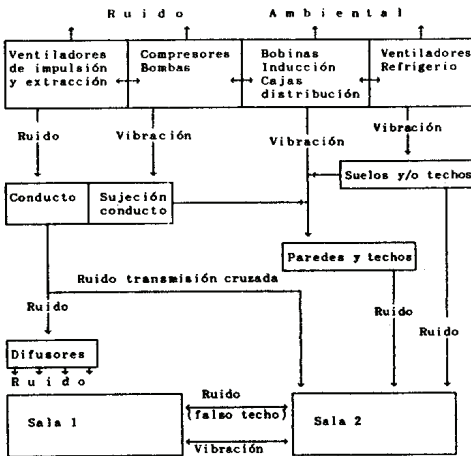 Ruido Ambiental
Ventiladores
de impulsión
y extracción
Compresores
Bombas
Bobinas
Inducción
Cajas
distribución
Ventiladores
Refrigerio
Ruido
Vibración
Vibración
Vibración
Suelos y/o techos
Conducto
Sujeción
conducto
Paredes y techos
Ruido transmisión cruzada
Ruido
Ruido
Ruido
Difusores
Ruido
Sala 1
Ruido
(falso techo)
Vibración
Sala 2